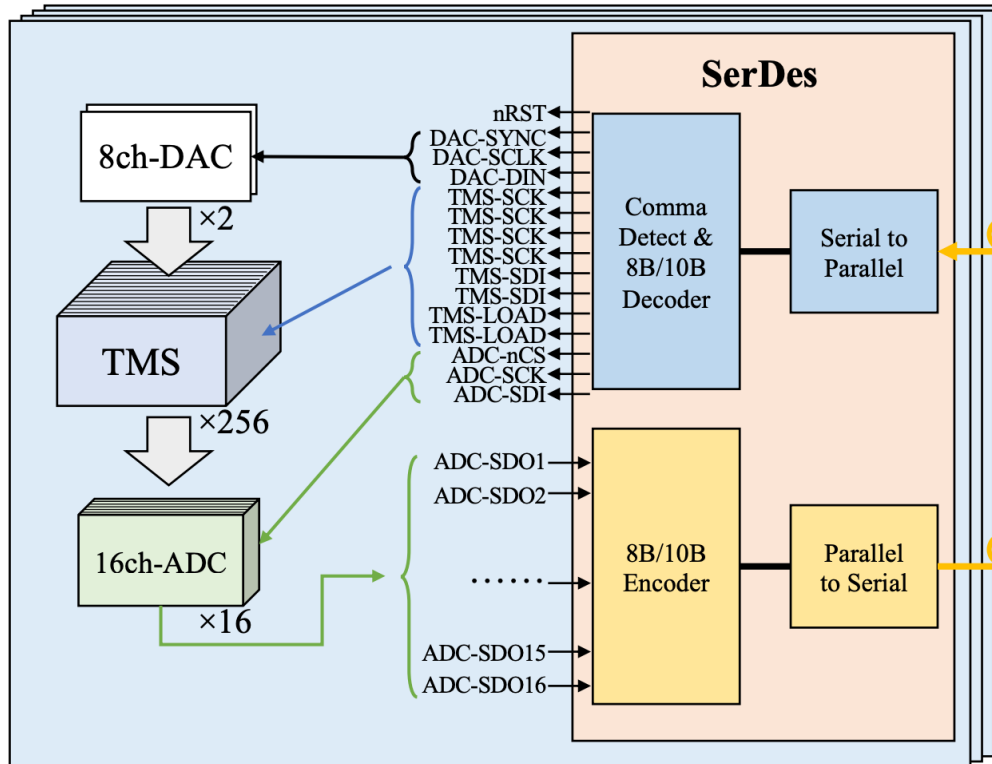 SerDes
8ch-DAC
×2
TMS
×256
16ch-ADC
×16
nRST
DAC-SYNC
DAC-SCLK
DAC-DIN
TMS-SCK
TMS-SCK
TMS-SCK
TMS-SCK
TMS-SDI
TMS-SDI
TMS-LOAD
TMS-LOAD
ADC-nCS
ADC-SCK
ADC-SDI
Comma
Detect &
8B/10B
Decoder
Serial to
Parallel
ADC-SDO1
ADC-SDO2
......
ADC-SDO15
ADC-SDO16
8B/10B
Encoder
Parallel
to Serial